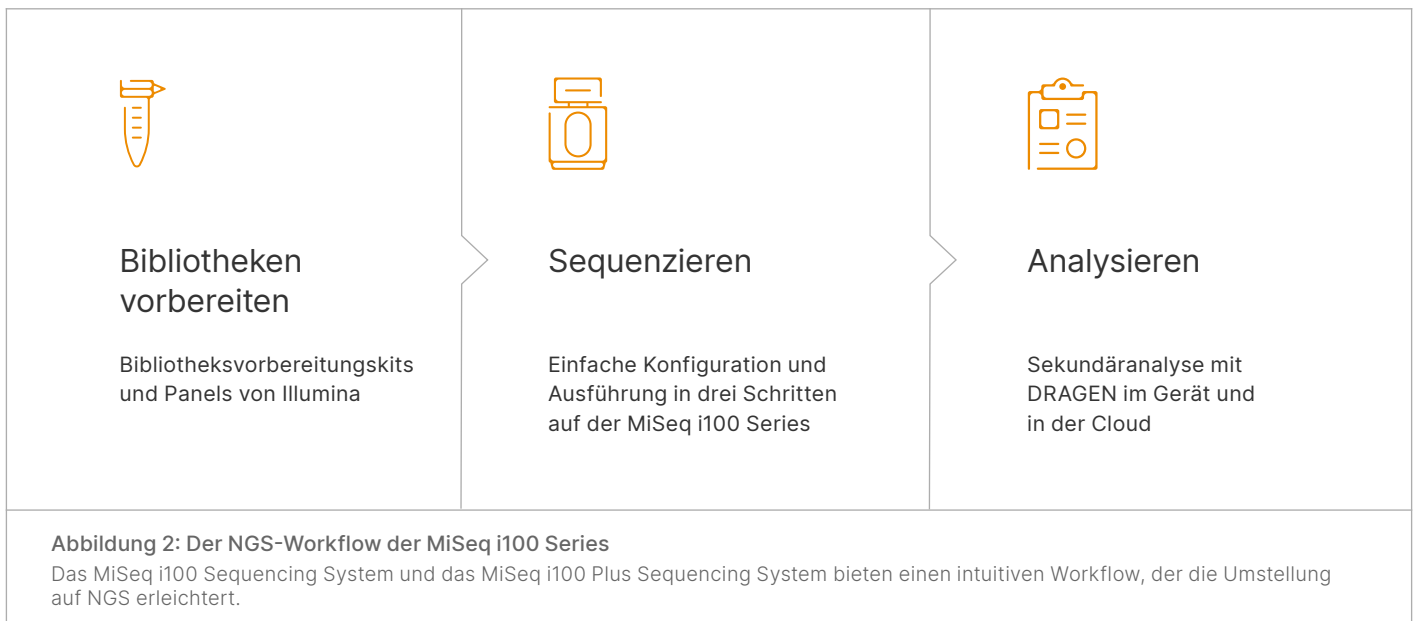 Bibliotheken
vorbereiten
Bibliotheksvorbereitungskits
und Panels von Illumina
Sequenzieren
Einfache Konfiguration und
Ausführung in drei Schritten
auf der MiSeq i100 Series
Analysieren
Sekundäranalyse mit
DRAGEN im Gerät und
in der Cloud
Abbildung 2: Der NGS-Workflow der MiSeq i100 Series
Das MiSeq i100 Sequencing System und das MiSeq i100 Plus Sequencing System bieten einen intuitiven Workflow, der die Umstellung
auf NGS erleichtert.